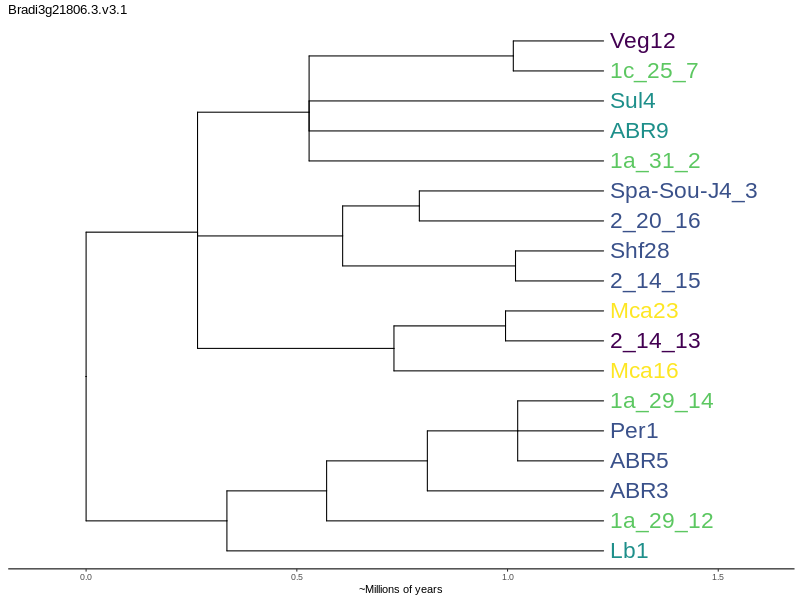 Bradi3g21806.3.v3.1
Veg12
1c_25_7
Sul4
ABR9
1a_31_2
Spa-Sou-J4_3
2_20_16
Shf28
2_14_15
Mca23
2_14_13
Mca16
1a_29_14
Per1
ABR5
ABR3
1a_29_12
Lb1
0.0 0.5 1.0 1.5
~Millions of years